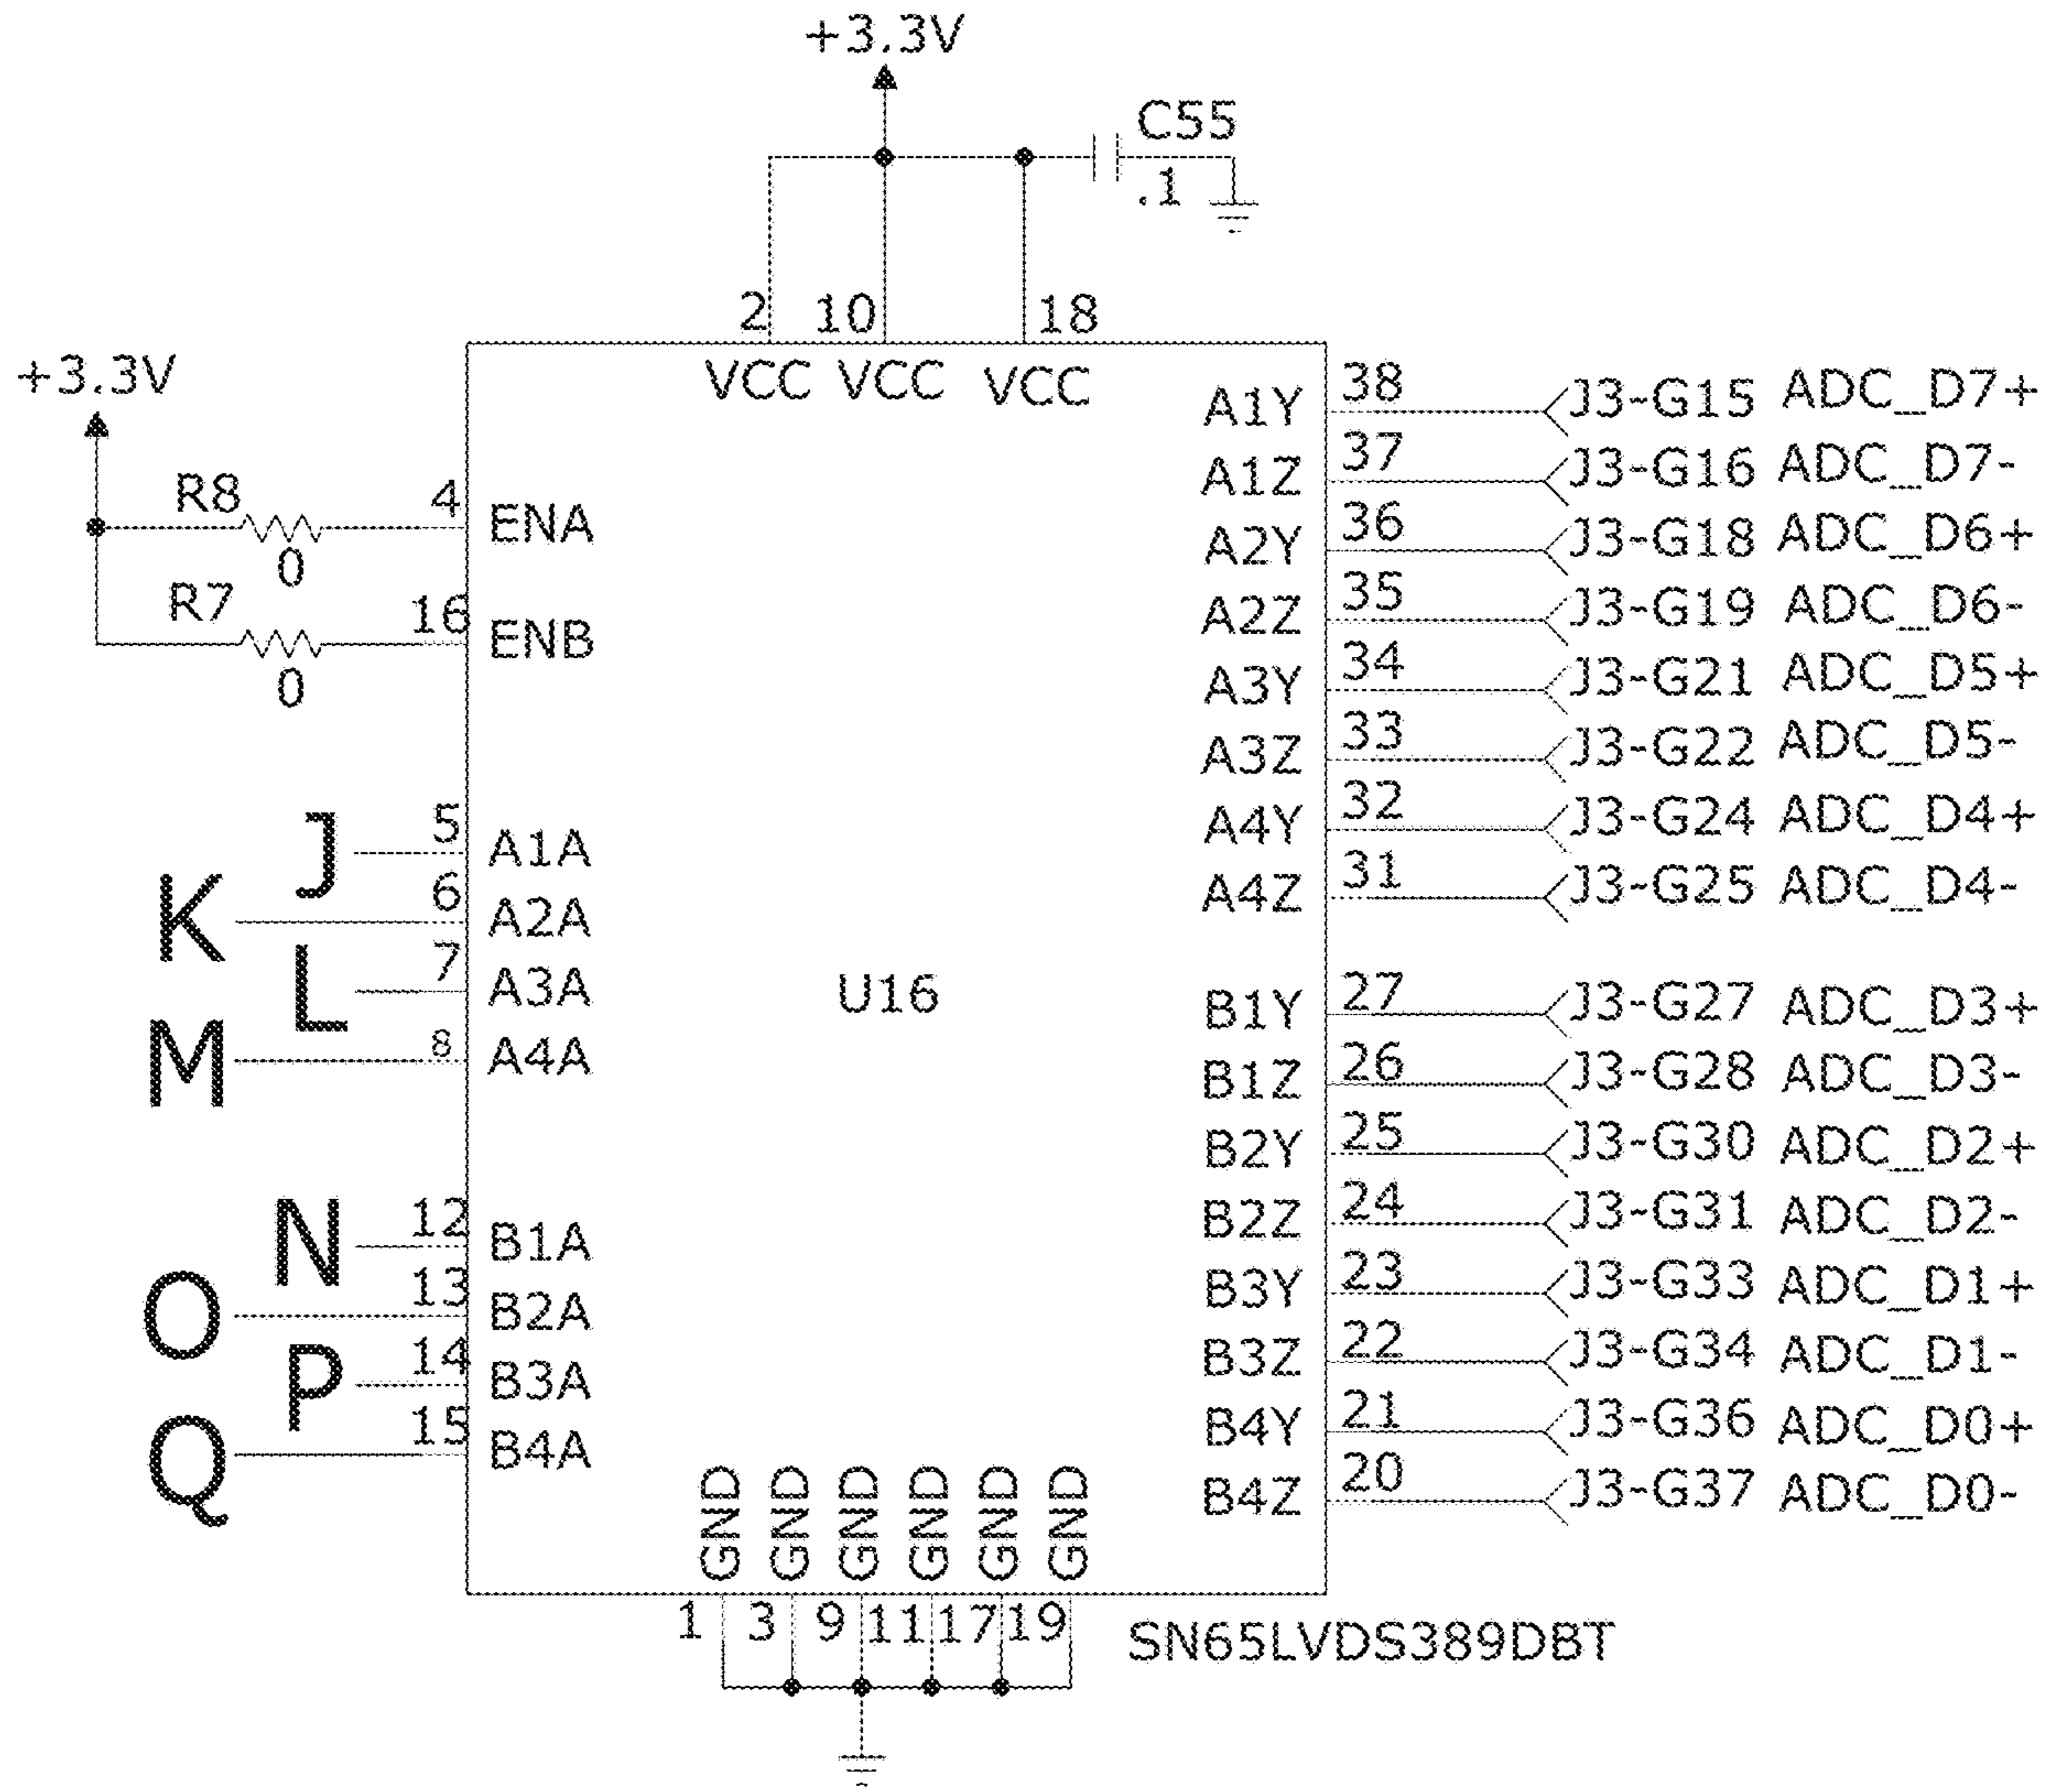 +3.3V
C55
.1
2 10 18
VCC VCC VCC
+3.3V
R8 4 ENA
0
R7 16 ENB
0
J 5 A1A
K 6 A2A
L 7 A3A
M 8 A4A
N 12 B1A
O 13 B2A
P 14 B3A
Q 15 B4A
U16
A1Y 38 J3-G15 ADC_D7+
A1Z 37 J3-G16 ADC_D7-
A2Y 36 J3-G18 ADC_D6+
A2Z 35 J3-G19 ADC_D6-
A3Y 34 J3-G21 ADC_D5+
A3Z 33 J3-G22 ADC_D5-
A4Y 32 J3-G24 ADC_D4+
A4Z 31 J3-G25 ADC_D4-
B1Y 27 J3-G27 ADC_D3+
B1Z 26 J3-G28 ADC_D3-
B2Y 25 J3-G30 ADC_D2+
B2Z 24 J3-G31 ADC_D2-
B3Y 23 J3-G33 ADC_D1+
B3Z 22 J3-G34 ADC_D1-
B4Y 21 J3-G36 ADC_D0+
B4Z 20 J3-G37 ADC_D0-
GND GND GND GND GND GND
1 3 9 11 17 19
SN65LVDS389DBT